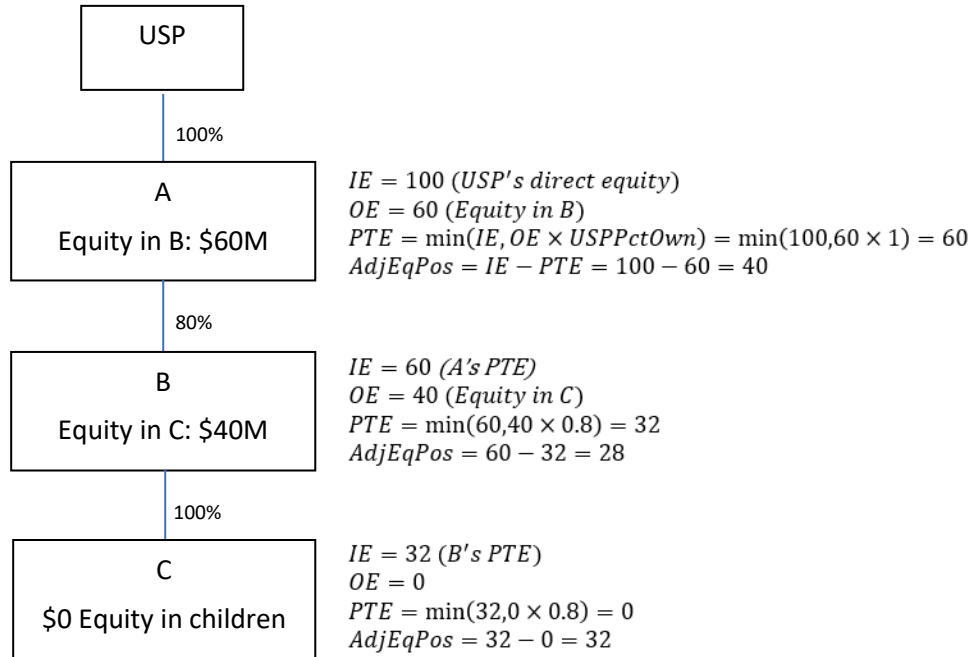 USP
100%
A
Equity in B: $60M
IE = 100 (USP's direct equity)
OE = 60 (Equity in B)
PTE = min(IE, OE × USPPctOwn) = min(100,60 × 1) = 60
AdjEqPos = IE − PTE = 100 − 60 = 40
80%
B
Equity in C: $40M
IE = 60 (A's PTE)
OE = 40 (Equity in C)
PTE = min(60,40 × 0.8) = 32
AdjEqPos = 60 − 32 = 28
100%
C
$0 Equity in children
IE = 32 (B's PTE)
OE = 0
PTE = min(32,0 × 0.8) = 0
AdjEqPos = 32 − 0 = 32